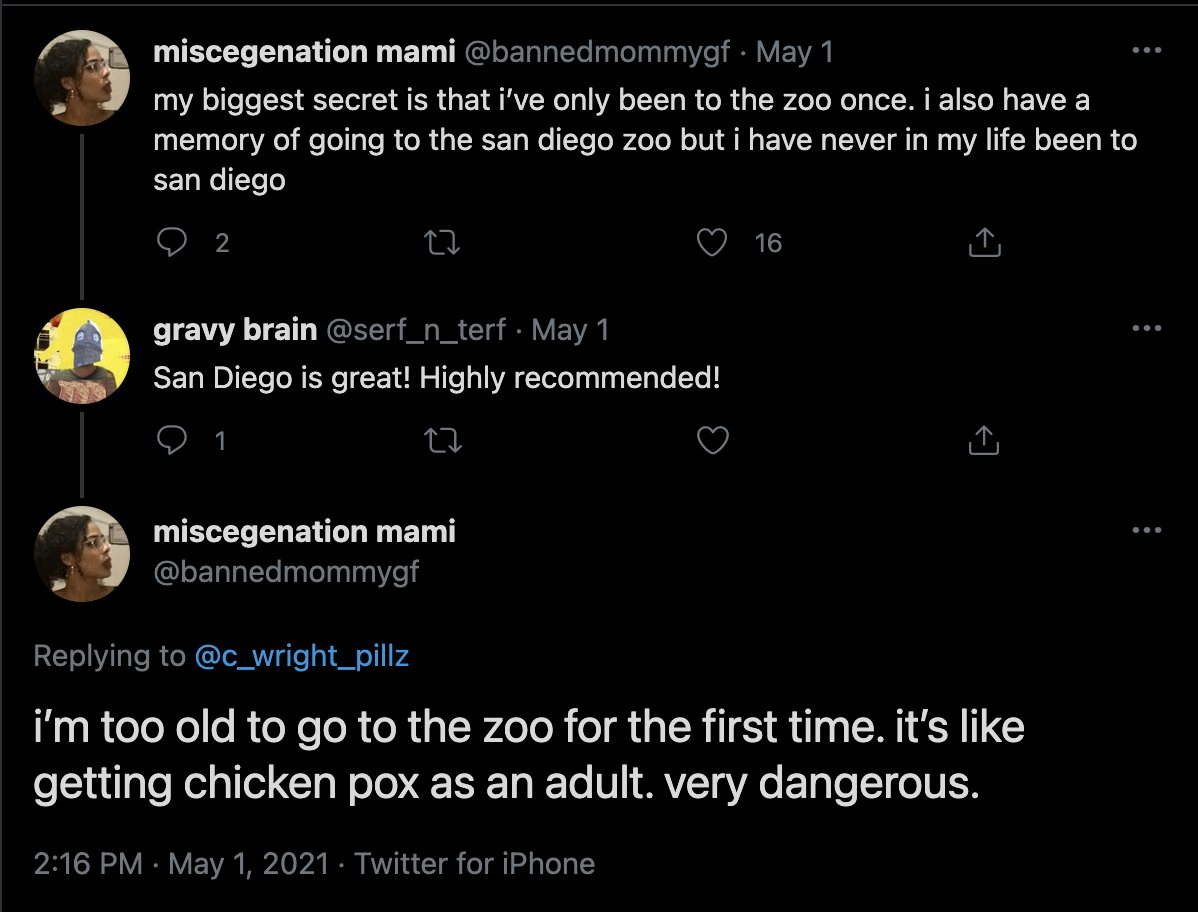 miscegenation mami @bannedmommygf · May 1
my biggest secret is that i’ve only been to the zoo once. i also have a
memory of going to the san diego zoo but i have never in my life been to
san diego
2 16
gravy brain @serf_n_terf · May 1
San Diego is great! Highly recommended!
1
miscegenation mami
@bannedmommygf
Replying to @c_wright_pillz
i’m too old to go to the zoo for the first time. it’s like
getting chicken pox as an adult. very dangerous.
2:16 PM · May 1, 2021 · Twitter for iPhone